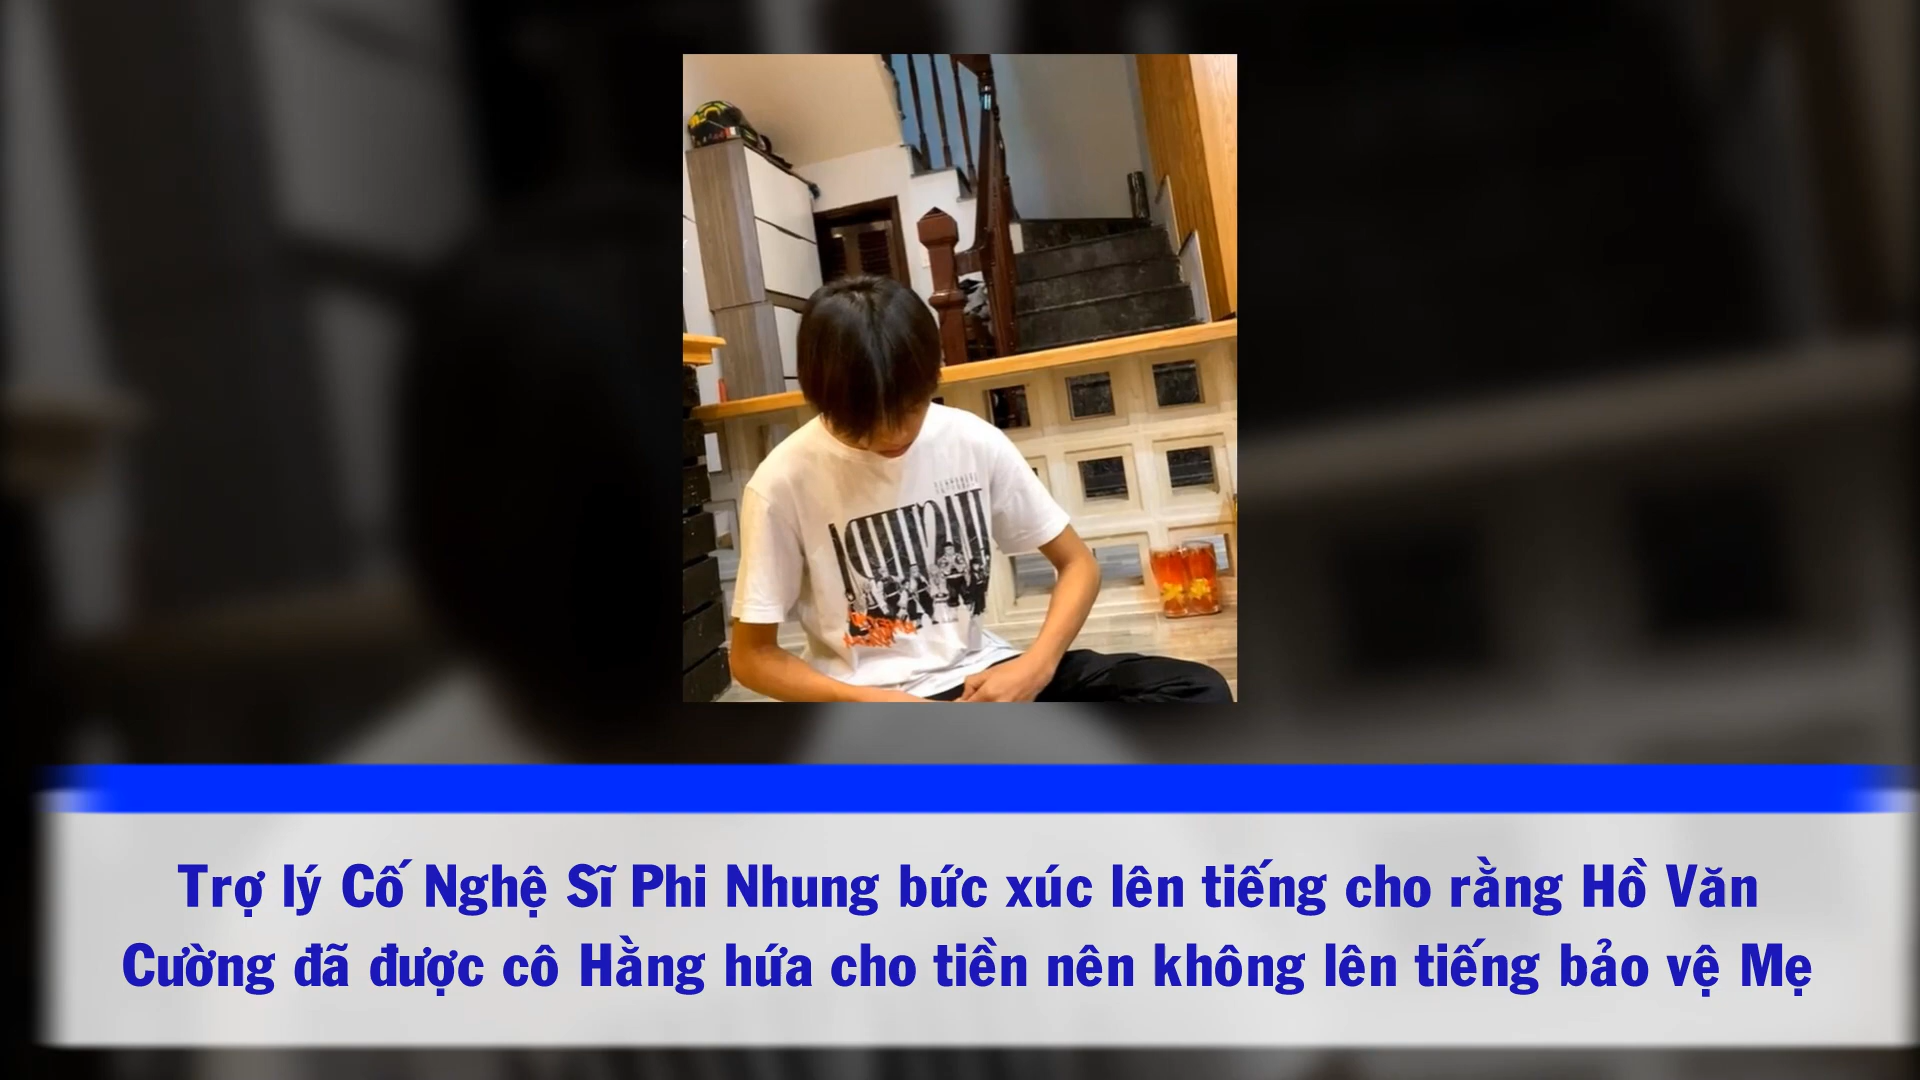 Trợ lý Cố Nghệ Sĩ Phi Nhung bức xúc lên tiếng cho rằng Hồ Văn
Cường đã được cô Hằng hứa cho tiền nên không lên tiếng bảo vệ Mẹ